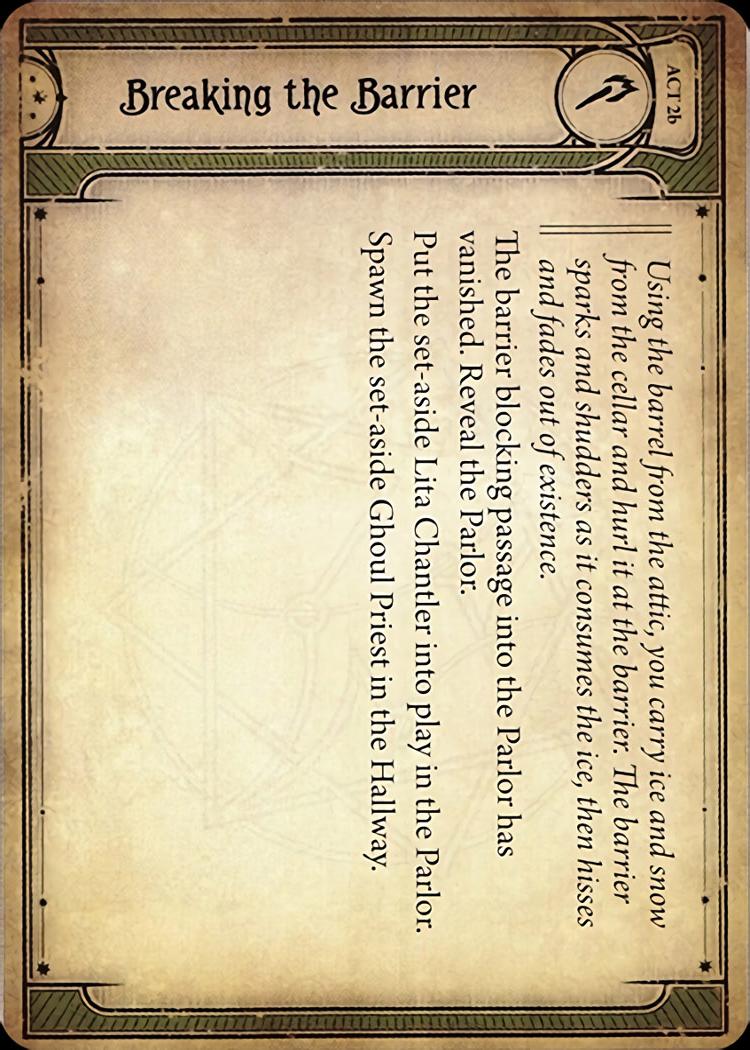 ACT 2b
Breaking the Barrier
Using the barrel from the attic, you carry ice and snow
from the cellar and hurl it at the barrier. The barrier
sparks and shudders as it consumes the ice, then hisses
and fades out of existence.
The barrier blocking passage into the Parlor has
vanished. Reveal the Parlor.
Put the set-aside Lita Chantler into play in the Parlor.
Spawn the set-aside Ghoul Priest in the Hallway.